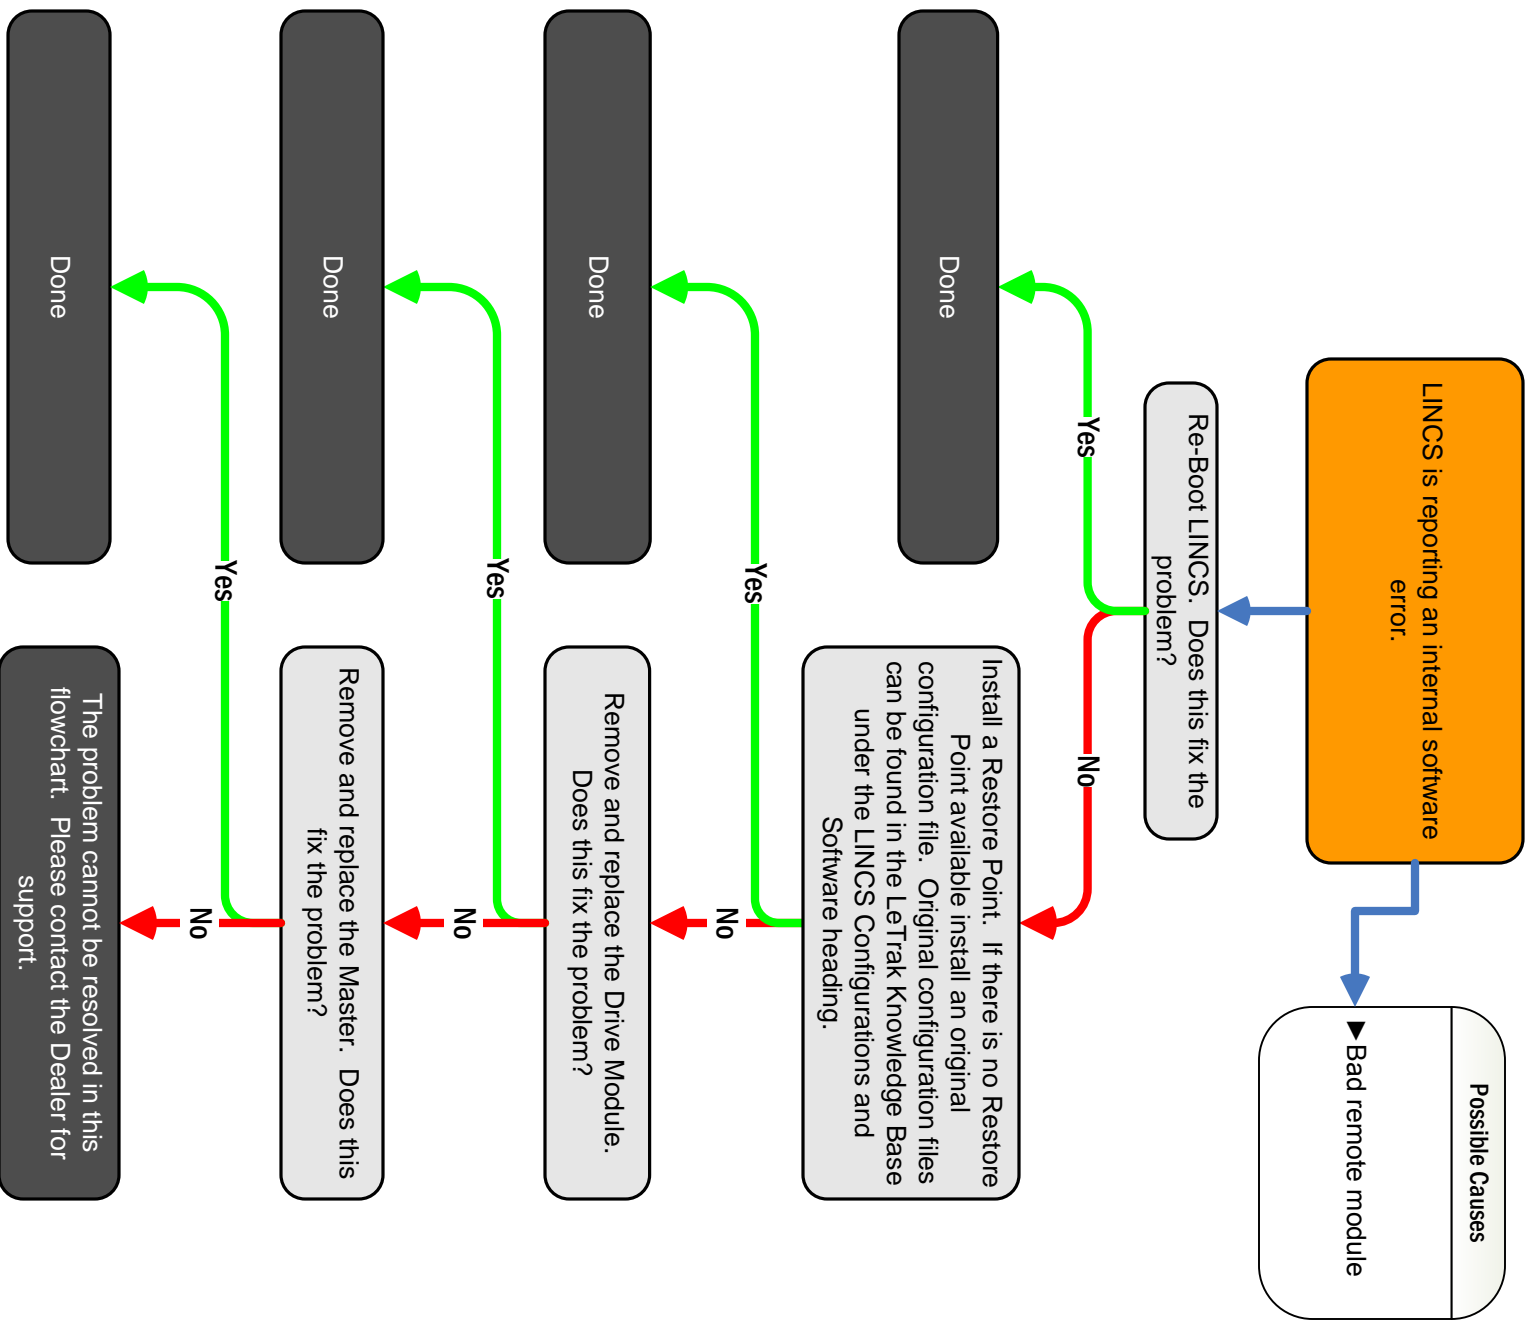 LINCS is reporting an internal software
error.
Possible Causes
▶Bad remote module
Re-Boot LINCS.  Does this fix the
problem?
Yes
No
Done
Install a Restore Point.  If there is no Restore
Point available install an original
configuration file.  Original configuration files
can be found in the LeTrak Knowledge Base
under the LINCS Configurations and
Software heading.
Yes
No
Done
Remove and replace the Drive Module.
Does this fix the problem?
Yes
No
Done
Remove and replace the Master.  Does this
fix the problem?
Yes
No
Done
The problem cannot be resolved in this
flowchart.  Please contact the Dealer for
support.